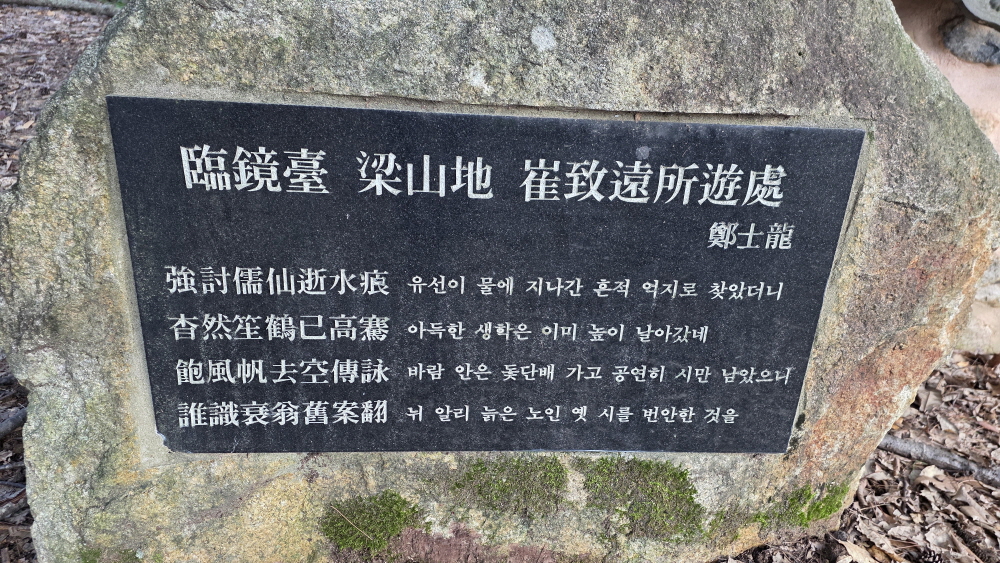 臨鏡臺 梁山地 崔致遠所遊處
鄭士龍
強討儒仙逝水痕 유선이 물에 지나간 흔적 억지로 찾았더니
杳然笙鶴已高騫 아득한 생학은 이미 높이 날아갔네
飽風帆去空傳詠 바람 안은 돛단배 가고 공연히 시만 남았으니
誰識衰翁舊案翻 뉘 알리 늙은 노인 옛 시를 번안한 것을